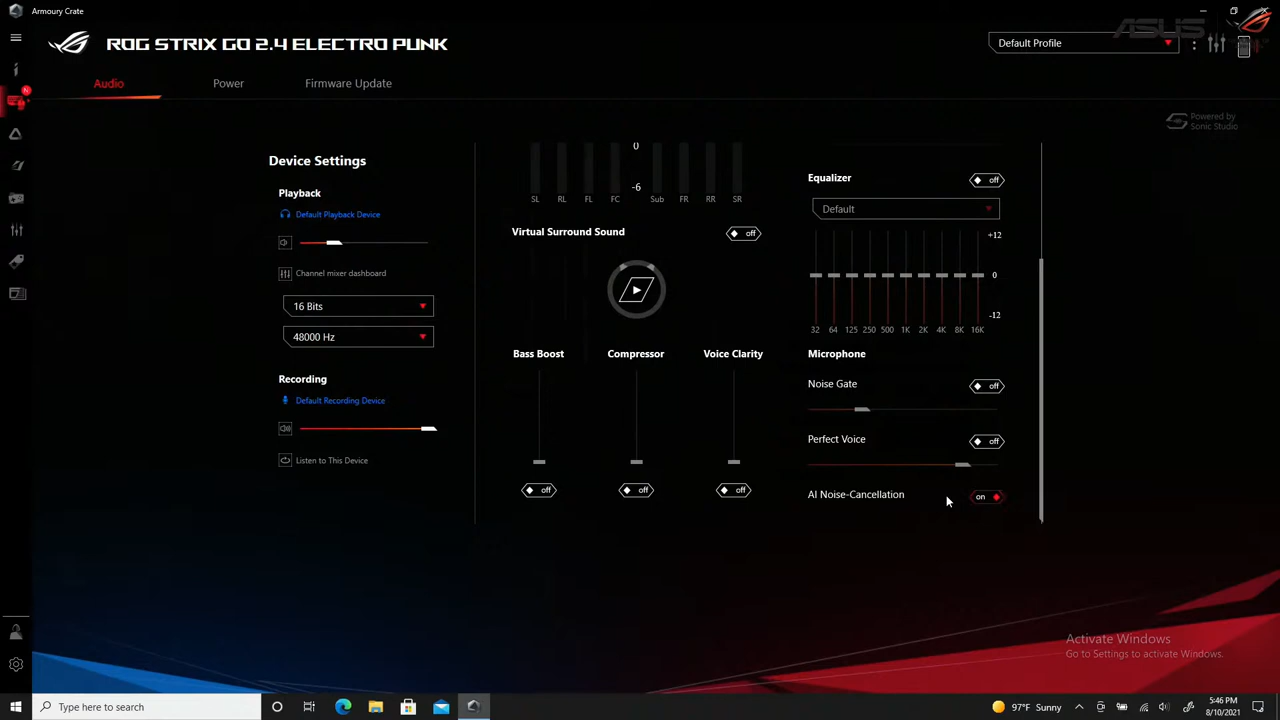 Armoury Crate
ASUS
ROG STRIX GO 2.4 ELECTRO PUNK
Default Profile
Audio
Power
Firmware Update
N
Powered by
Sonic Studio
Device Settings
Playback
Default Playback Device
Channel mixer dashboard
16 Bits
48000 Hz
Recording
Default Recording Device
Listen to This Device
0
-6
SL RL FL FC Sub FR RR SR
Virtual Surround Sound
off
Bass Boost
Compressor
Voice Clarity
off
off
off
Equalizer
off
Default
+12
0
-12
32 64 125 250 500 1K 2K 4K 8K 16K
Microphone
Noise Gate
off
Perfect Voice
off
AI Noise-Cancellation
on
Activate Windows
Go to Settings to activate Windows.
Type here to search
97°F Sunny
5:46 PM
8/10/2021